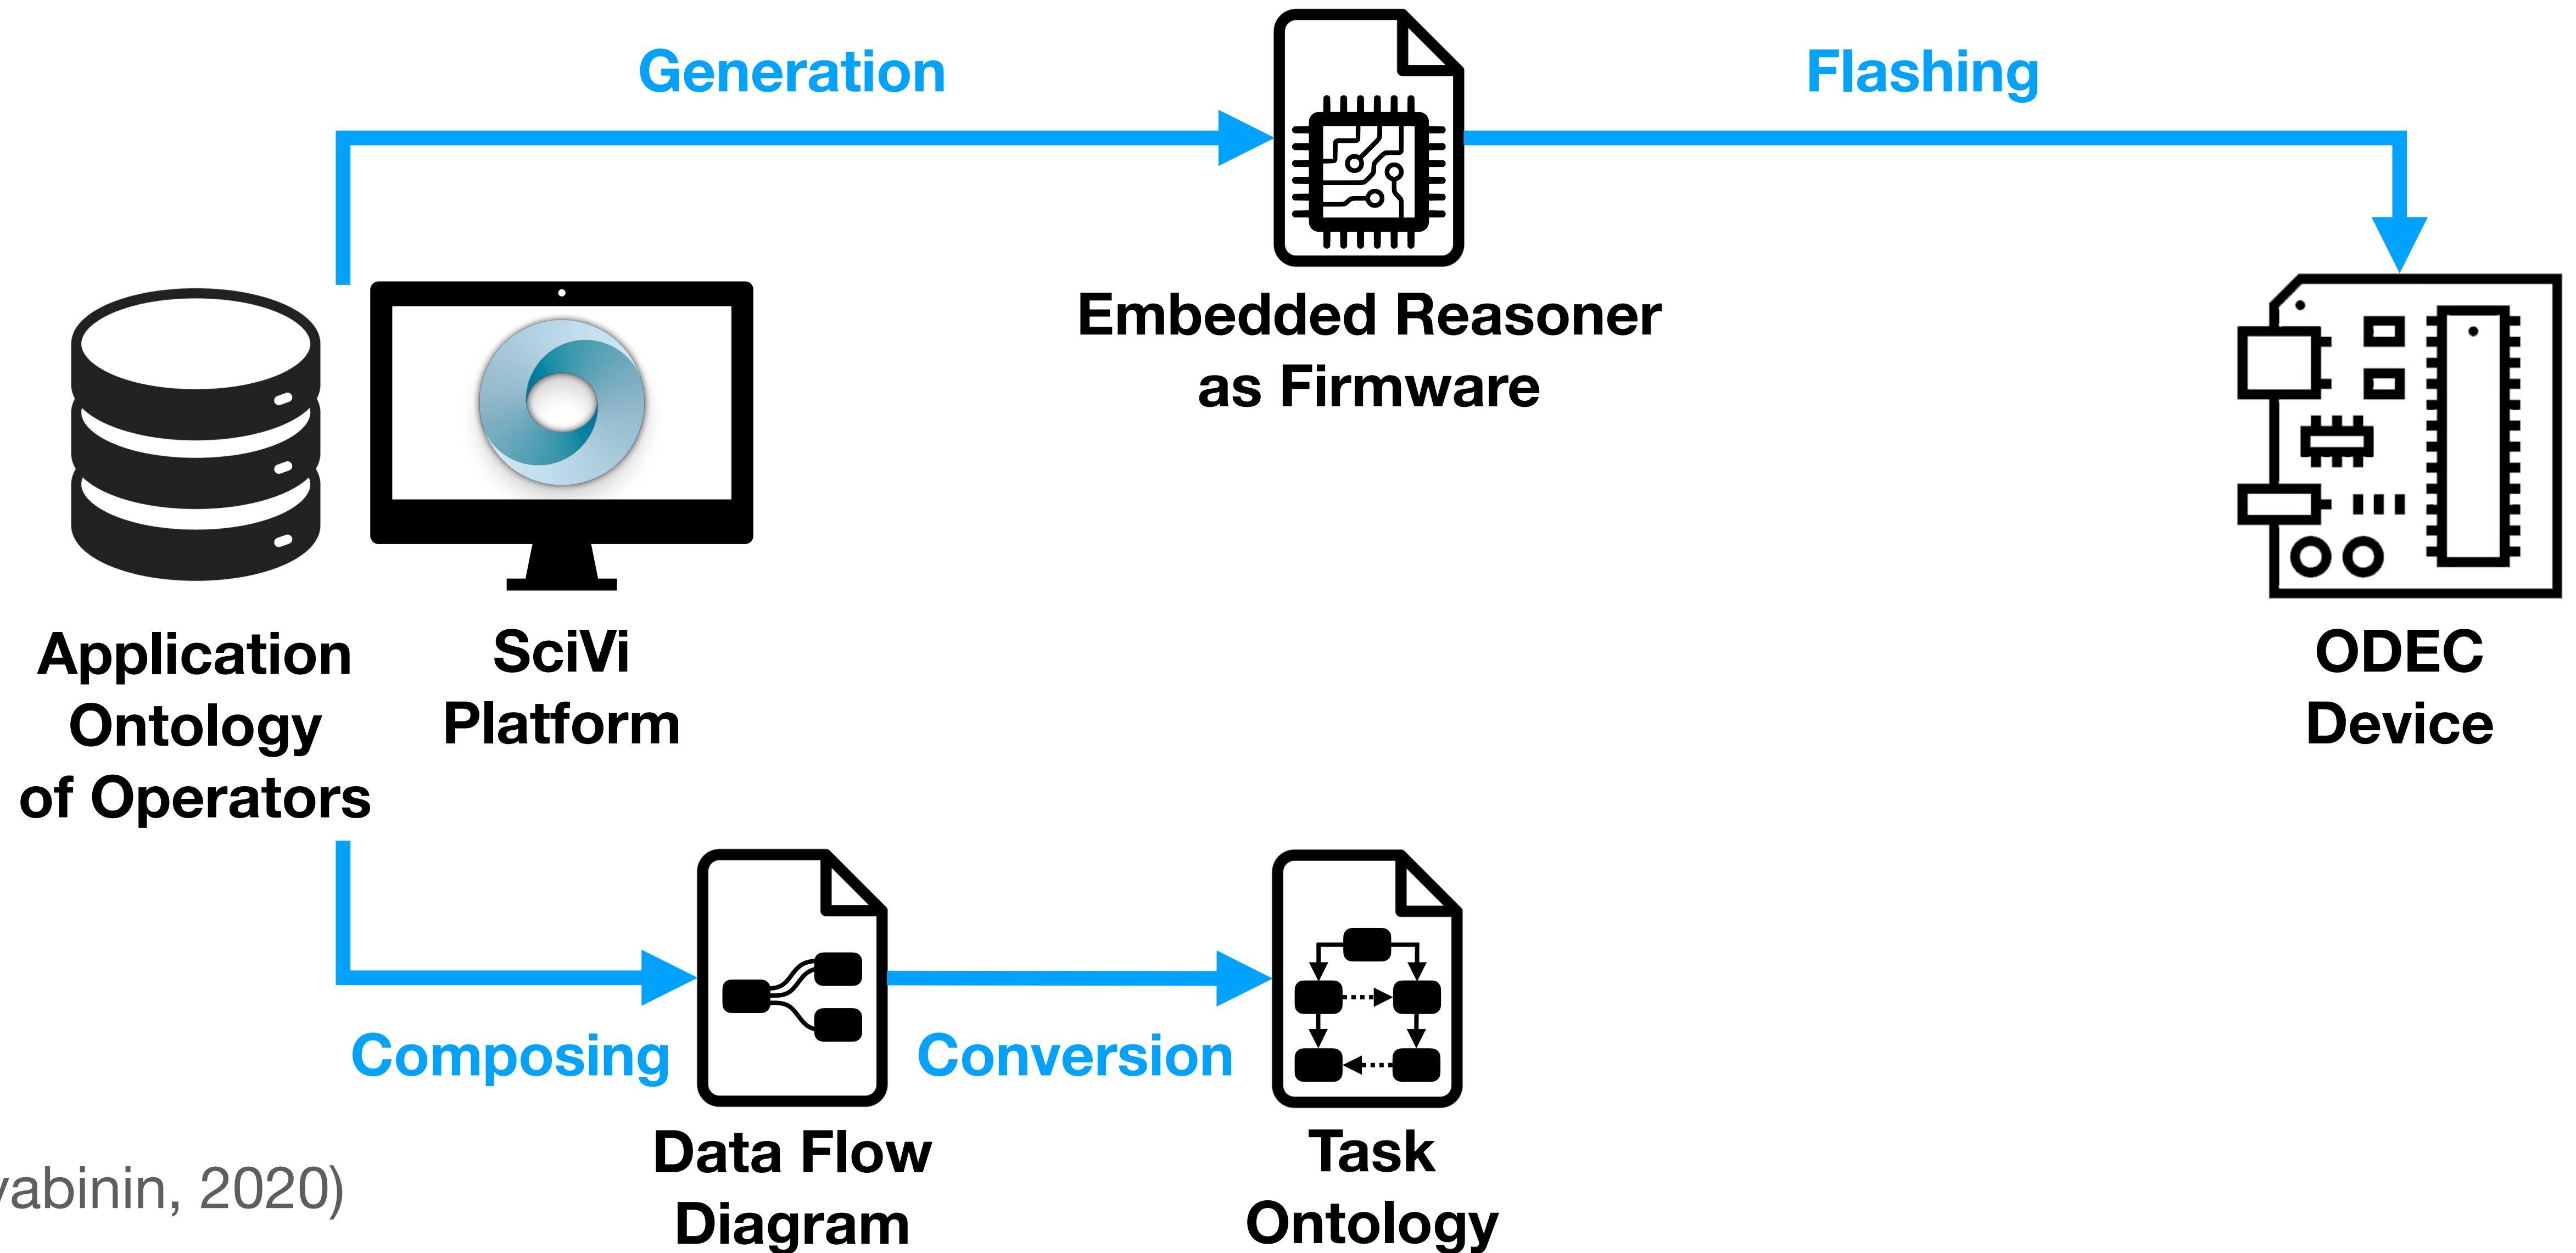 Generation
Flashing
Embedded Reasoner
as Firmware
Application
Ontology
of Operators
SciVi
Platform
ODEC
Device
Composing
Conversion
Data Flow
Diagram
Task
Ontology
yabinin, 2020)